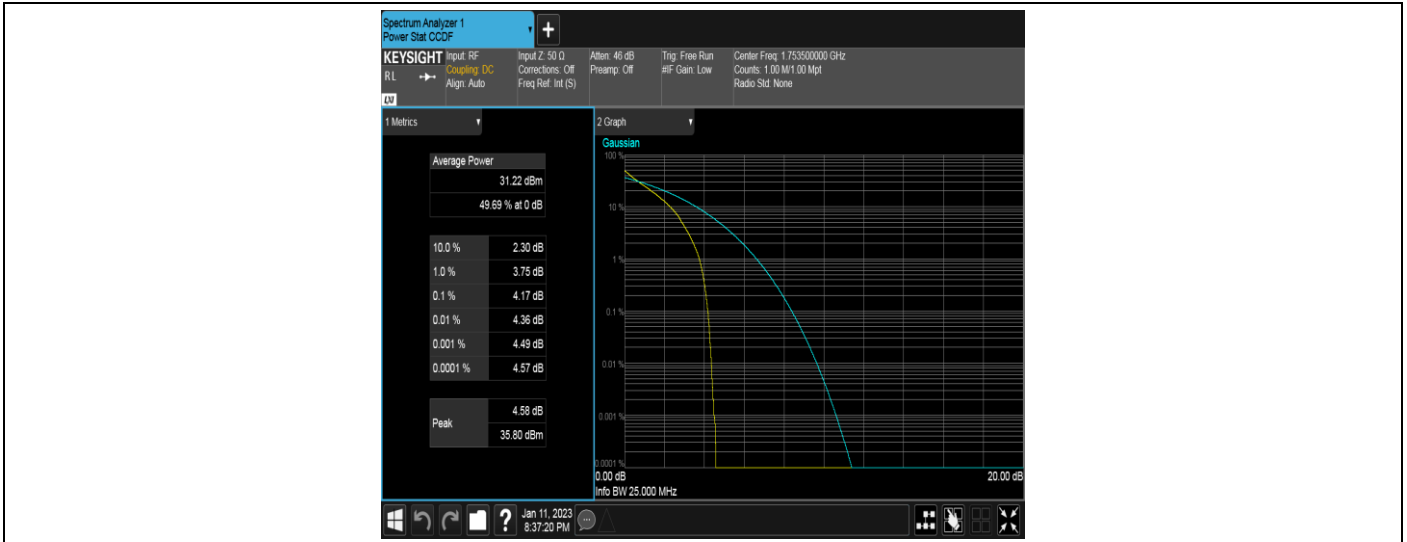 Spectrum Analyzer 1
Power Stat CCDF
+
KEYSIGHT
RL
LXI
Input: RF
Coupling: DC
Align: Auto
Input Z: 50 Ω
Corrections: Off
Freq Ref: Int (S)
Atten: 46 dB
Preamp: Off
Trig: Free Run
#IF Gain: Low
Center Freq: 1.753500000 GHz
Counts: 1.00 M/1.00 Mpt
Radio Std: None
1 Metrics
Average Power
31.22 dBm
49.69 % at 0 dB
10.0 % 2.30 dB
1.0 % 3.75 dB
0.1 % 4.17 dB
0.01 % 4.36 dB
0.001 % 4.49 dB
0.0001 % 4.57 dB
Peak
4.58 dB
35.80 dBm
2 Graph
Gaussian
100 %
10 %
1 %
0.1 %
0.01 %
0.001 %
0.0001 %
0.00 dB
20.00 dB
Info BW 25.000 MHz
?
Jan 11, 2023
8:37:20 PM